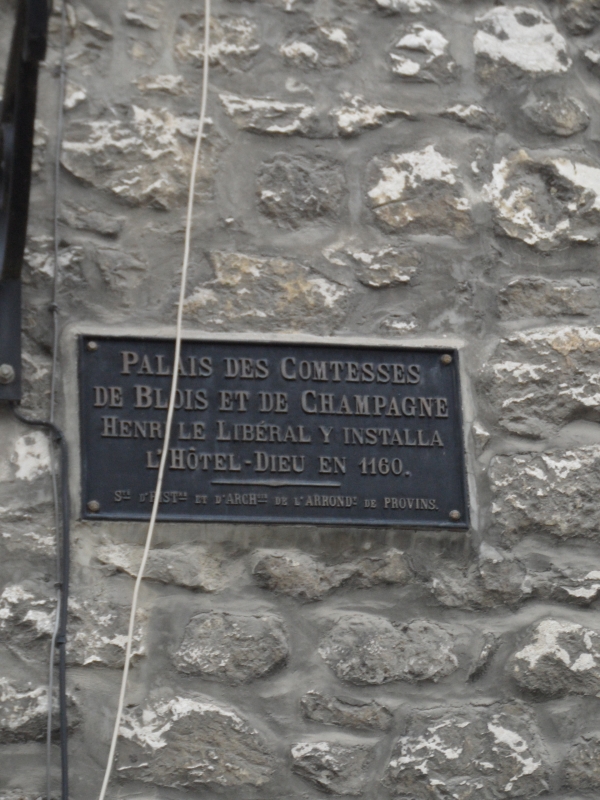 PALAIS DES COMTESSES
DE BLOIS ET DE CHAMPAGNE
HENRI LE LIBÉRAL Y INSTALLA
L'HÔTEL-DIEU EN 1160.
STÉ D'HISTRE ET D'ARCHGIE DE L'ARRONDT DE PROVINS.